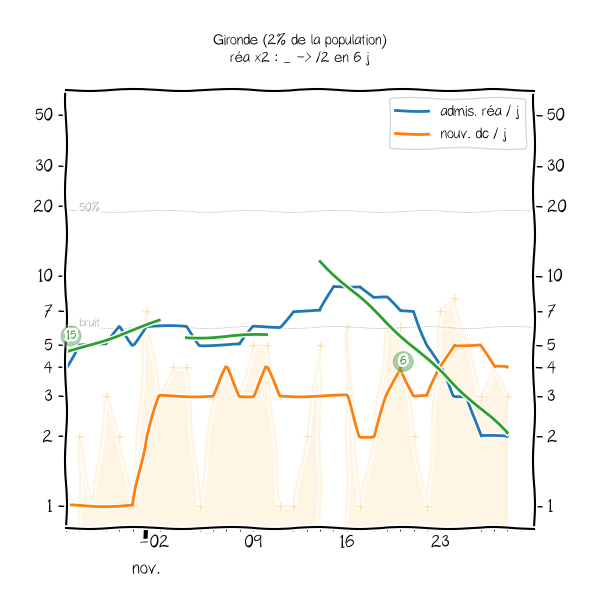 Gironde (2% de la population)
réa x2 : _ -> /2 en 6 j
admis. réa / j
nouv. dc / j
50 50
30 30
20 20
50%
10 10
7 7
bruit
15
5 5
6
4 4
3 3
2 2
1 1
02 09 16 23
nov.